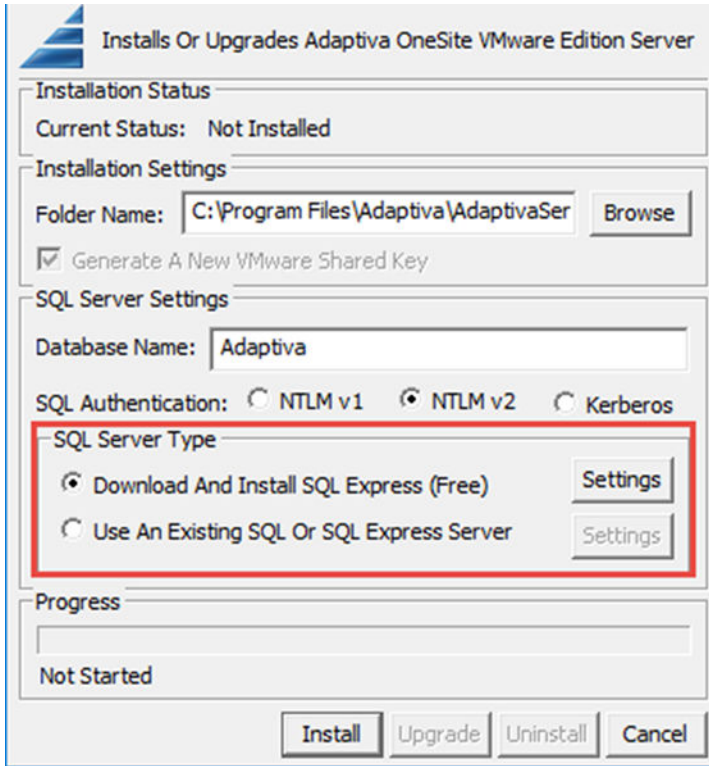 Installs Or Upgrades Adaptiva OneSite VMware Edition Server
Installation Status
Current Status: Not Installed
Installation Settings
Folder Name: C:\Program Files\Adaptiva\AdaptivaSer Browse
Generate A New VMware Shared Key
SQL Server Settings
Database Name: Adaptiva
SQL Authentication: NTLM v1 NTLM v2 Kerberos
SQL Server Type
Download And Install SQL Express (Free) Settings
Use An Existing SQL Or SQL Express Server Settings
Progress
Not Started
Install Upgrade Uninstall Cancel